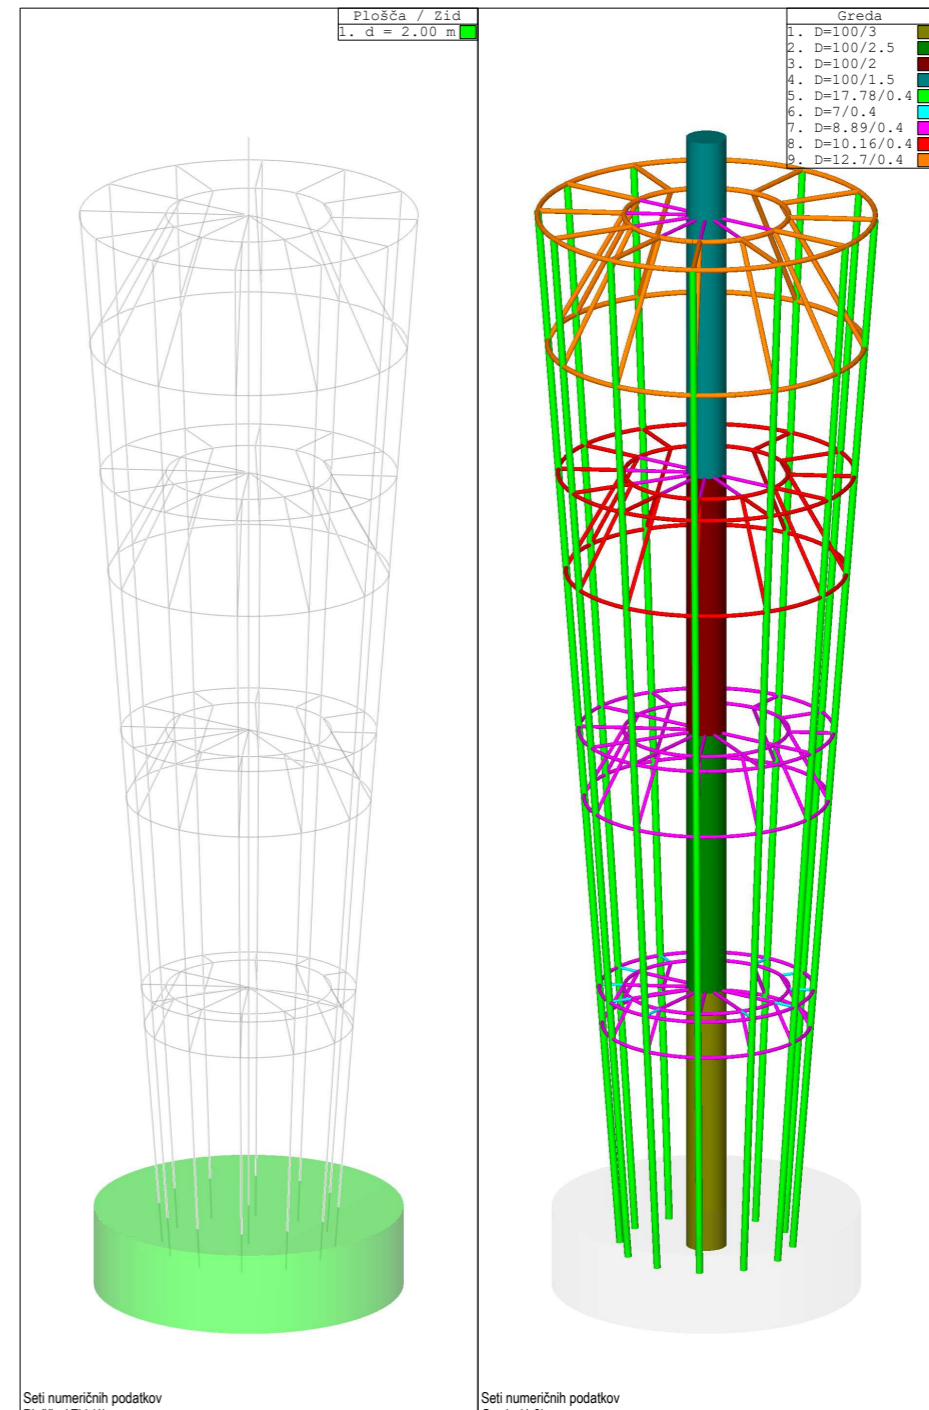 Plošča / Zid
1. d = 2.00 m
Greda
1. D=100/3
2. D=100/2.5
3. D=100/2
4. D=100/1.5
5. D=17.78/0.4
6. D=7/0.4
7. D=8.89/0.4
8. D=10.16/0.4
9. D=12.7/0.4
Seti numeričnih podatkov
Seti numeričnih podatkov